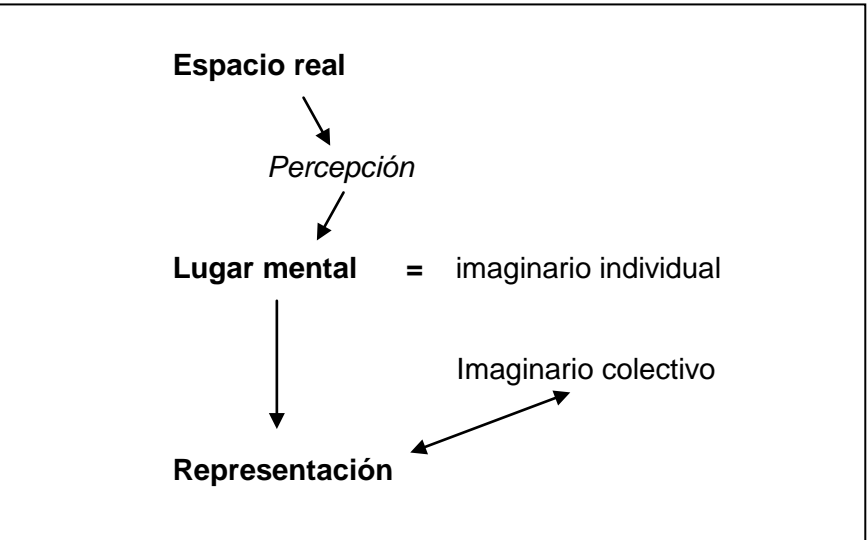 Espacio real
Percepción
Lugar mental = imaginario individual
Imaginario colectivo
Representación